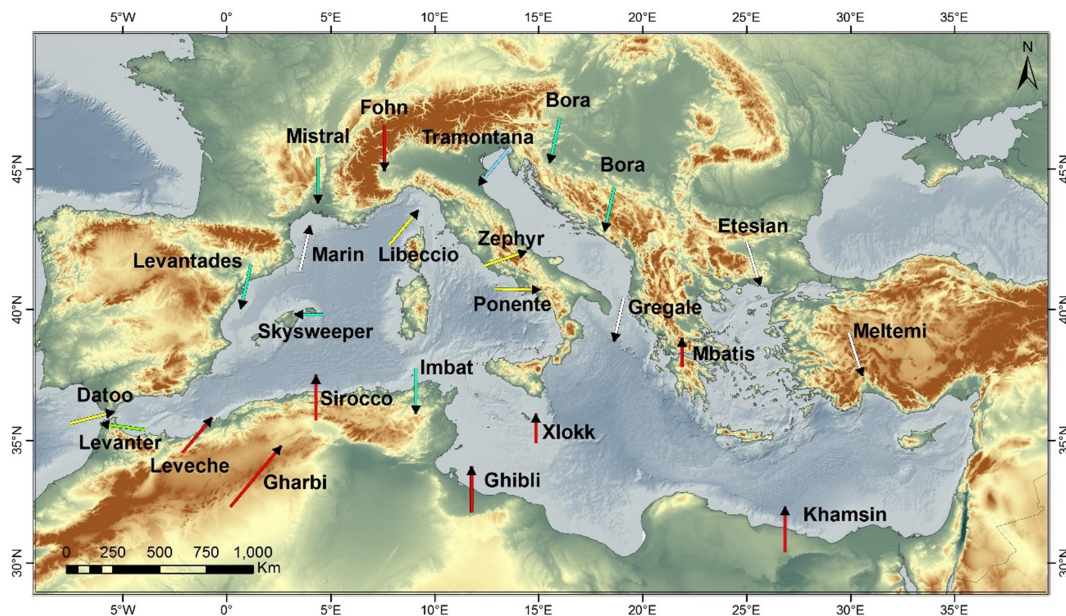 5°W 0° 5°E 10°E 15°E 20°E 25°E 30°E 35°E
N
Bora
Fohn
Mistral
Tramontana
45°N
45°N
Bora
Etesian
Marin
Libeccio
Zephyr
Levantades
40°N
40°N
Ponente
Gregale
Skysweeper
Meltemi
Mbatis
Imbat
Datoo
Sirocco
Xlokk
Levanter
35°N
35°N
Leveche
Gharbi
Ghibli
Khamsin
0 250 500 750 1,000
Km
30°N
30°N
5°W 0° 5°E 10°E 15°E 20°E 25°E 30°E 35°E